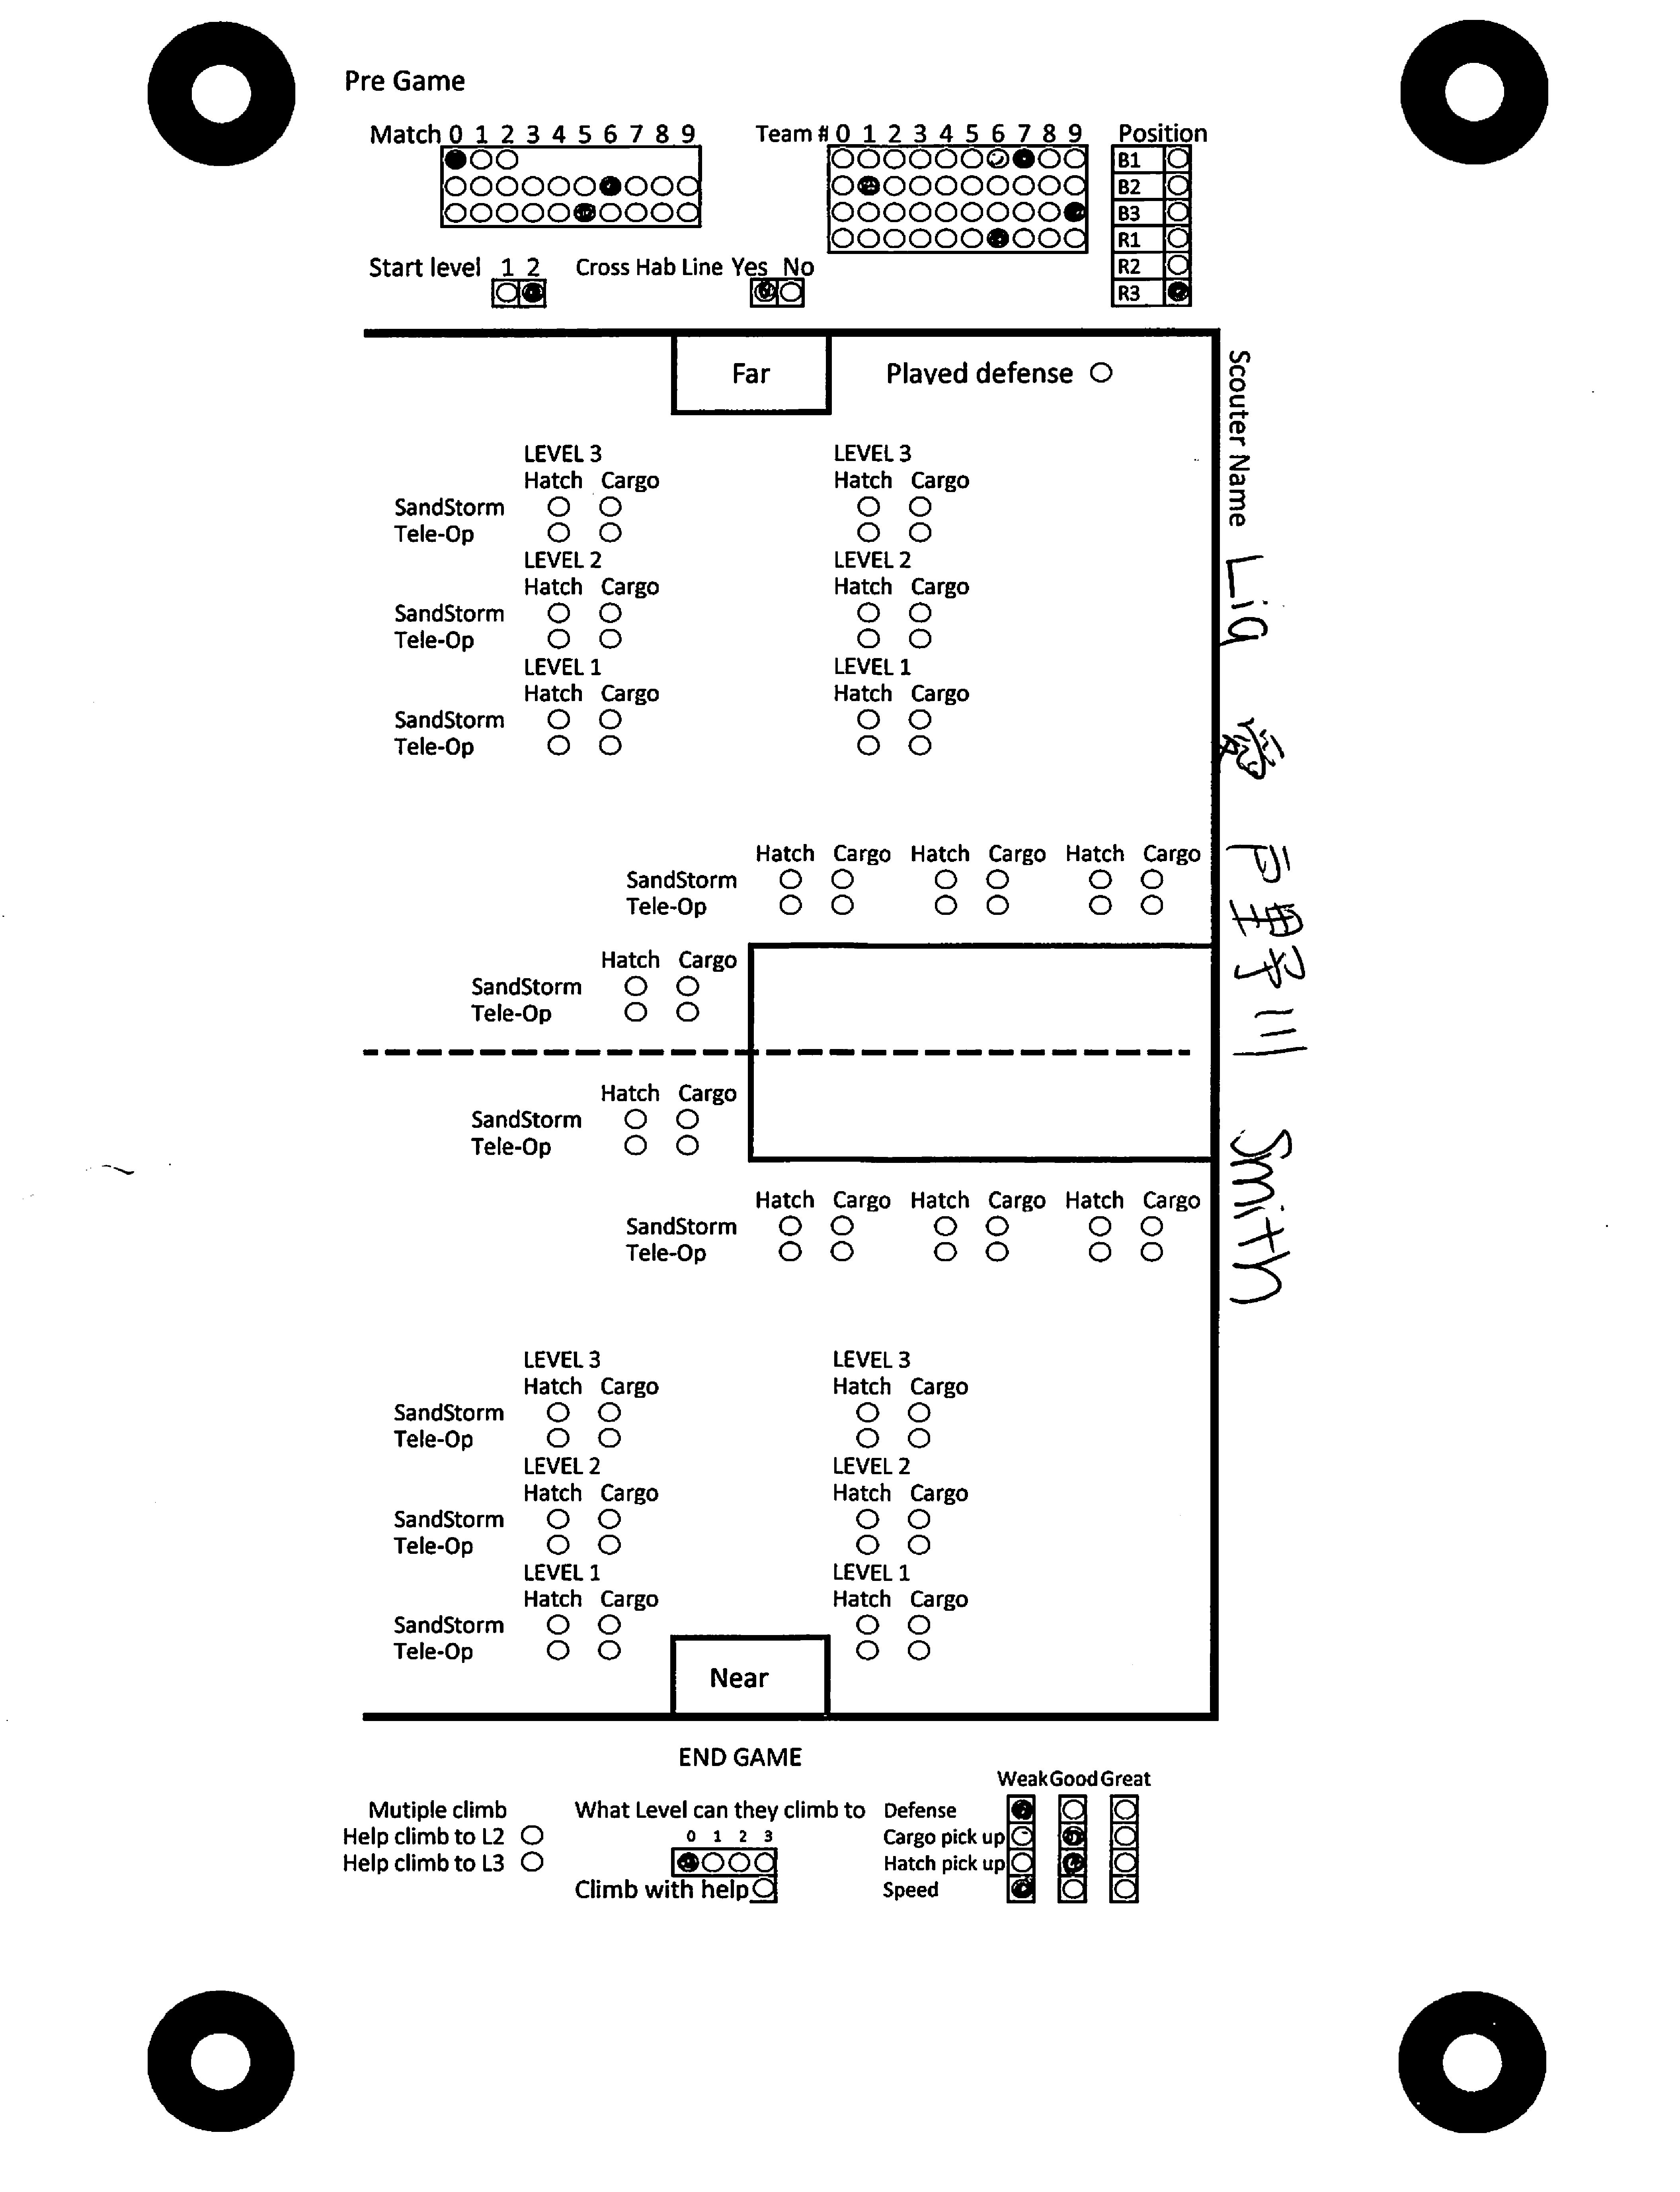 Pre Game
Match 0 1 2 3 4 5 6 7 8 9
Team # 0 1 2 3 4 5 6 7 8 9
Position
B1
B2
B3
R1
R2
R3
Start level 1 2
Cross Hab Line Yes No
Far
Played defense
Scouter Name Lia 愛 戸野川 Smith
LEVEL 3 LEVEL 3
Hatch Cargo Hatch Cargo
SandStorm
Tele-Op
LEVEL 2 LEVEL 2
Hatch Cargo Hatch Cargo
SandStorm
Tele-Op
LEVEL 1 LEVEL 1
Hatch Cargo Hatch Cargo
SandStorm
Tele-Op
Hatch Cargo Hatch Cargo Hatch Cargo
SandStorm
Tele-Op
Hatch Cargo
SandStorm
Tele-Op
Hatch Cargo
SandStorm
Tele-Op
Hatch Cargo Hatch Cargo Hatch Cargo
SandStorm
Tele-Op
LEVEL 3 LEVEL 3
Hatch Cargo Hatch Cargo
SandStorm
Tele-Op
LEVEL 2 LEVEL 2
Hatch Cargo Hatch Cargo
SandStorm
Tele-Op
LEVEL 1 LEVEL 1
Hatch Cargo Hatch Cargo
SandStorm
Tele-Op
Near
END GAME
Mutiple climb
Help climb to L2
Help climb to L3
What Level can they climb to
0 1 2 3
Climb with help
Weak Good Great
Defense
Cargo pick up
Hatch pick up
Speed